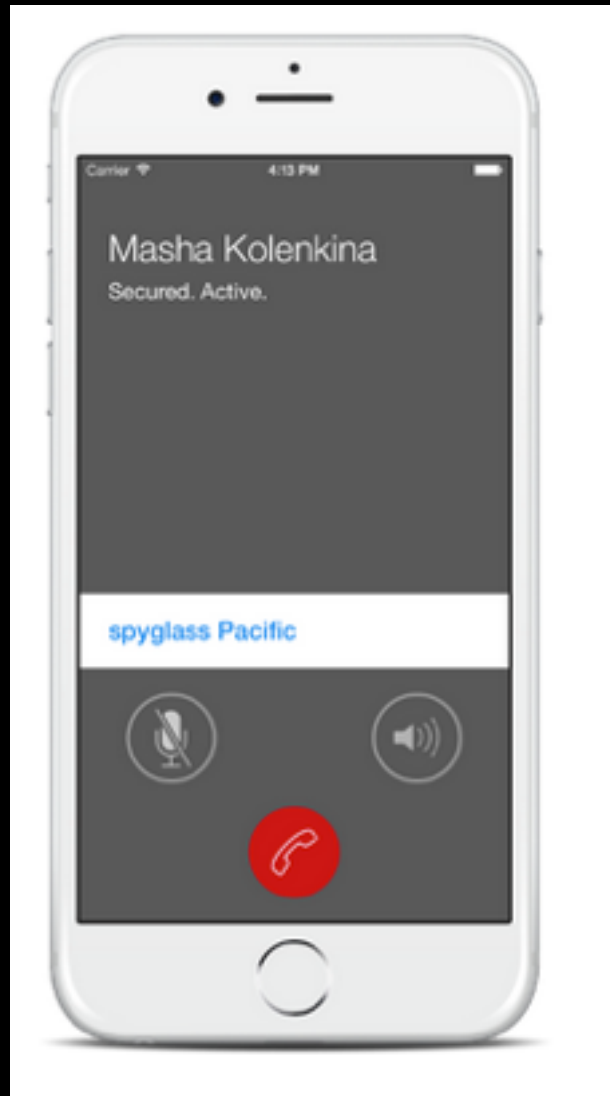 Carrier 4:13 PM
Masha Kolenkina
Secured. Active.
spyglass Pacific